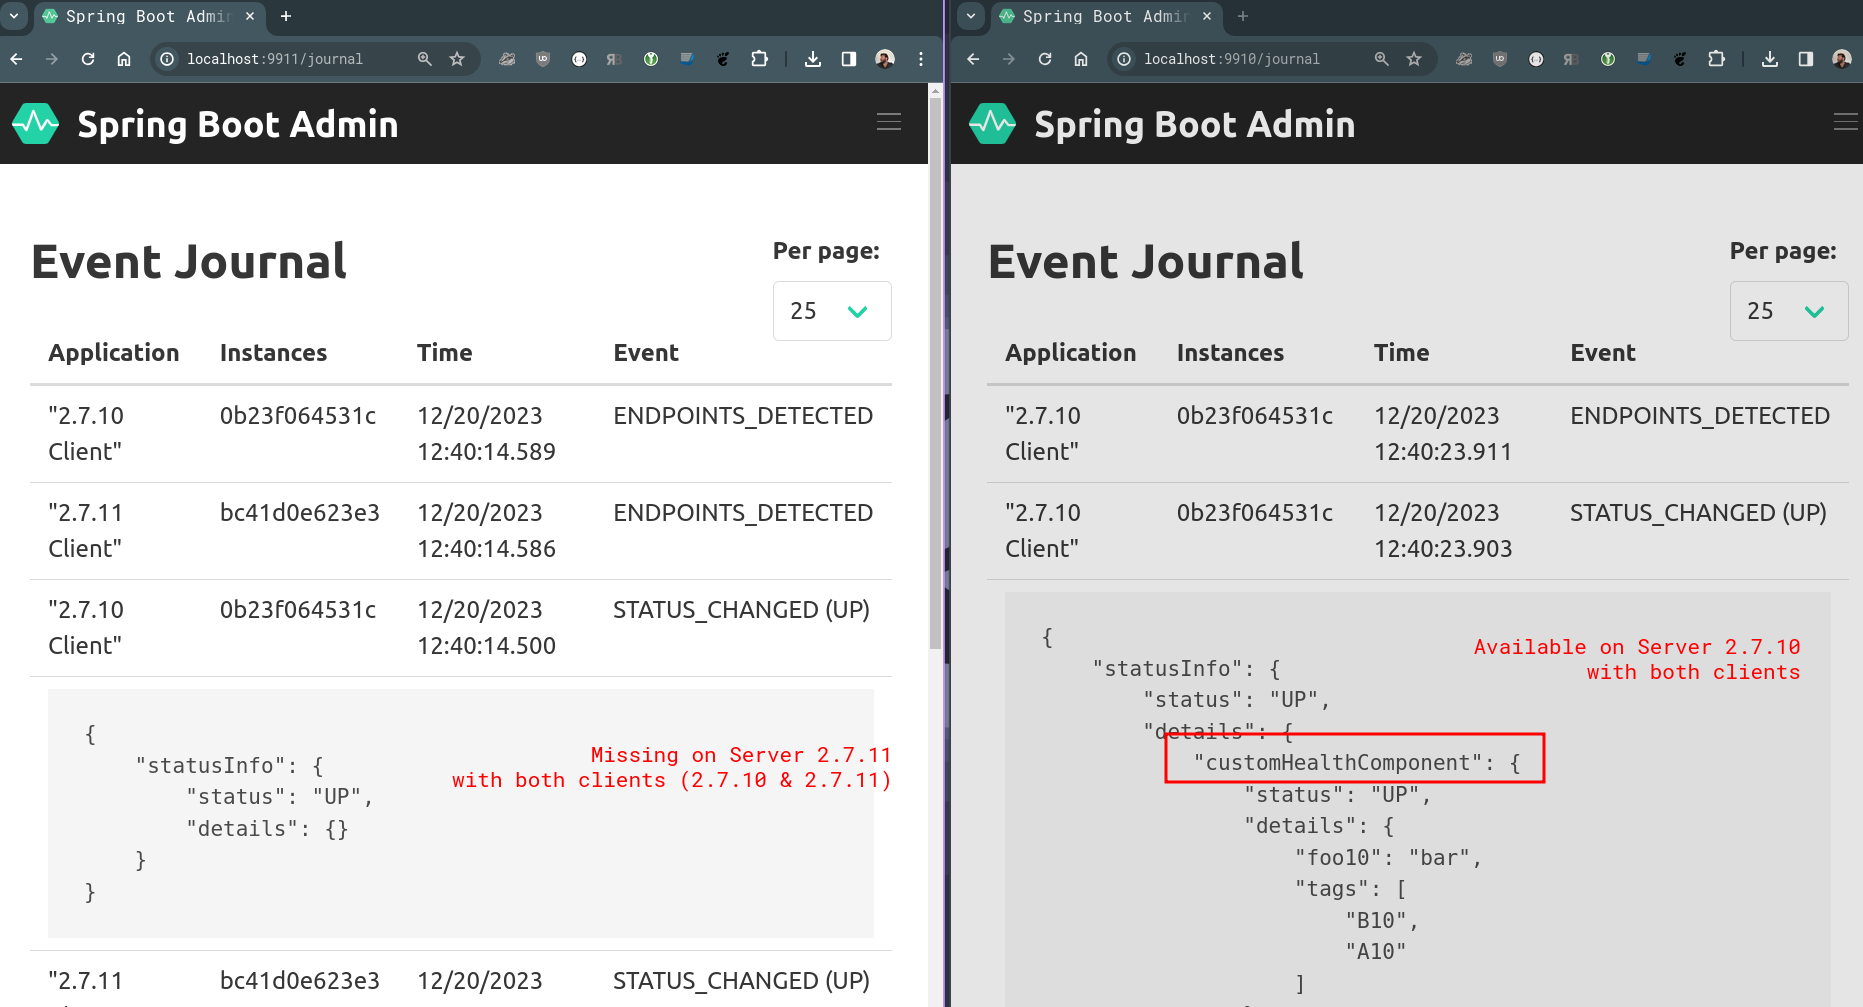 Spring Boot Admin
localhost:9911/journal
Spring Boot Admin
Event Journal
Per page:
25
Application Instances Time Event
"2.7.10 0b23f064531c 12/20/2023 ENDPOINTS_DETECTED
Client" 12:40:14.589
"2.7.11 bc41d0e623e3 12/20/2023 ENDPOINTS_DETECTED
Client" 12:40:14.586
"2.7.10 0b23f064531c 12/20/2023 STATUS_CHANGED (UP)
Client" 12:40:14.500
{
"statusInfo": {
"status": "UP",
"details": {}
}
}
Missing on Server 2.7.11
with both clients (2.7.10 & 2.7.11)
"2.7.11 bc41d0e623e3 12/20/2023 STATUS_CHANGED (UP)
Spring Boot Admin
localhost:9910/journal
Spring Boot Admin
Event Journal
Per page:
25
Application Instances Time Event
"2.7.10 0b23f064531c 12/20/2023 ENDPOINTS_DETECTED
Client" 12:40:23.911
"2.7.10 0b23f064531c 12/20/2023 STATUS_CHANGED (UP)
Client" 12:40:23.903
{
"statusInfo": {
"status": "UP",
"details": {
"customHealthComponent": {
"status": "UP",
"details": {
"foo10": "bar",
"tags": [
"B10",
"A10"
]
Available on Server 2.7.10
with both clients